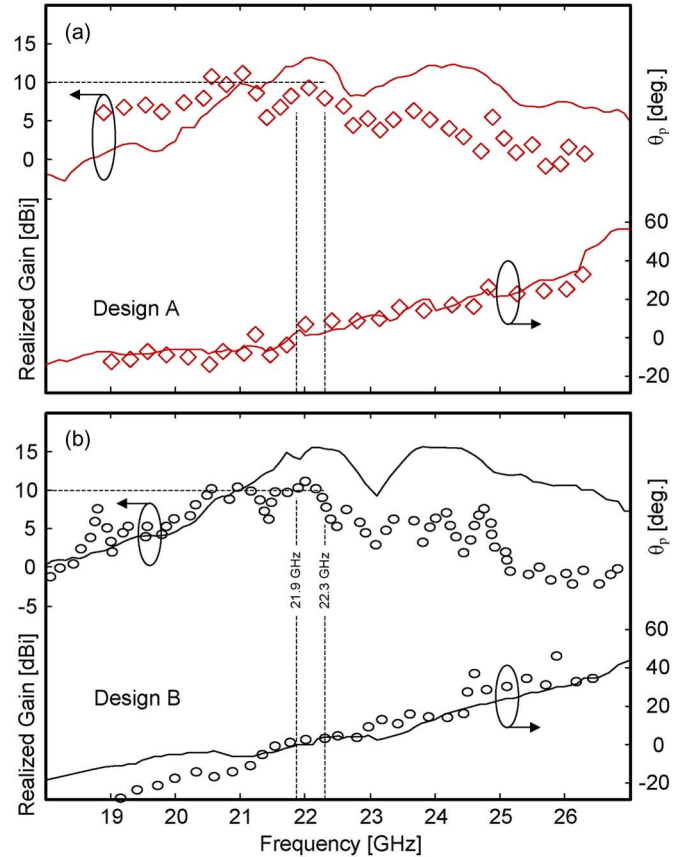 (a)
15
10
5
0
Realized Gain [dBi]
θp [deg.]
60
40
20
0
-20
Design A
(b)
15
10
5
0
-5
Realized Gain [dBi]
θp [deg.]
21.9 GHz
22.3 GHz
60
40
20
0
-20
Design B
19 20 21 22 23 24 25 26
Frequency [GHz]